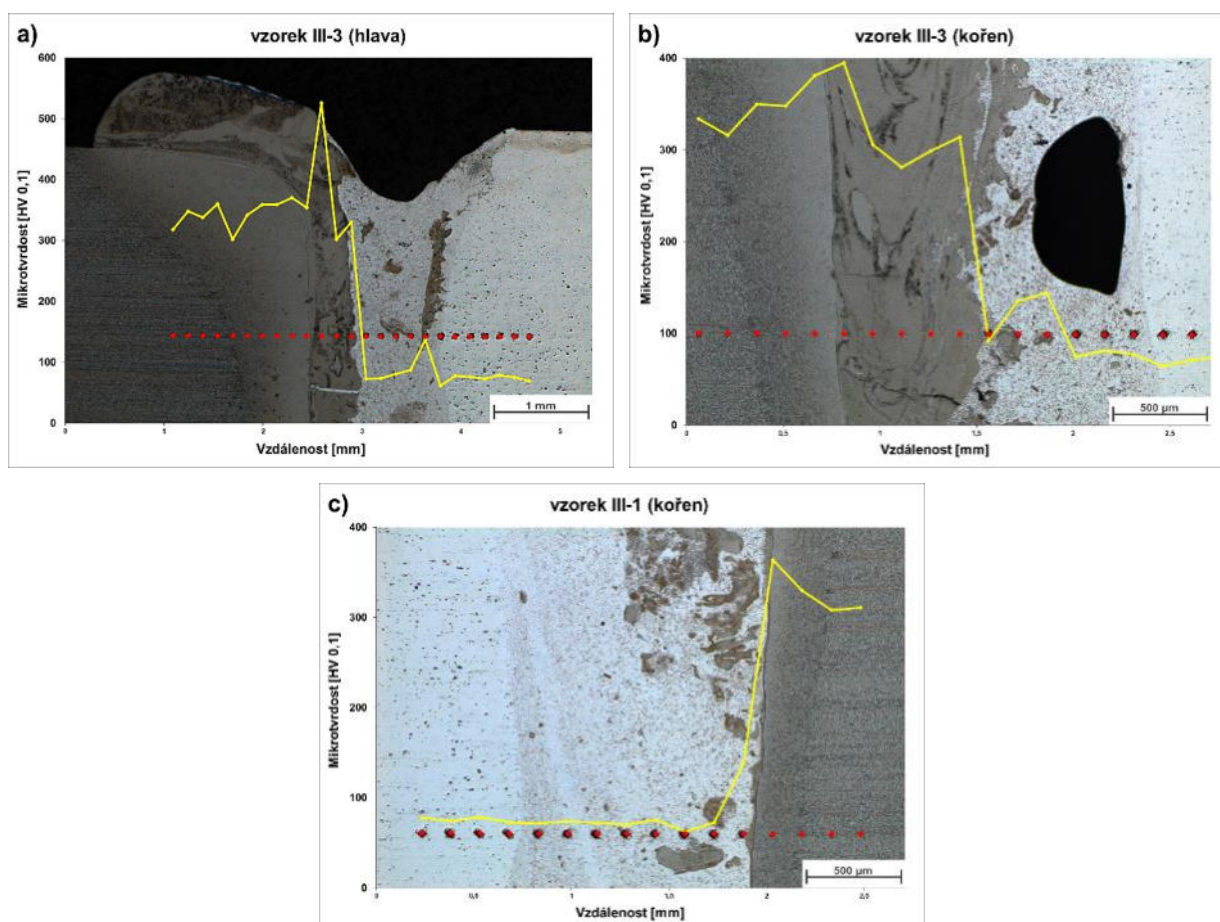 a)
vzorek III-3 (hlava)
600
500
400
300
200
100
0
Mikrotvrdost [HV 0,1]
0
1
2
3
4
5
1 mm
Vzdálenost [mm]
b)
vzorek III-3 (kořen)
400
300
200
100
0
Mikrotvrdost [HV 0,1]
0
0,5
1
1,5
2
2,5
500 µm
Vzdálenost [mm]
c)
vzorek III-1 (kořen)
400
300
200
100
0
Mikrotvrdost [HV 0,1]
0
0,5
1
1,5
2
2,5
500 µm
Vzdálenost [mm]